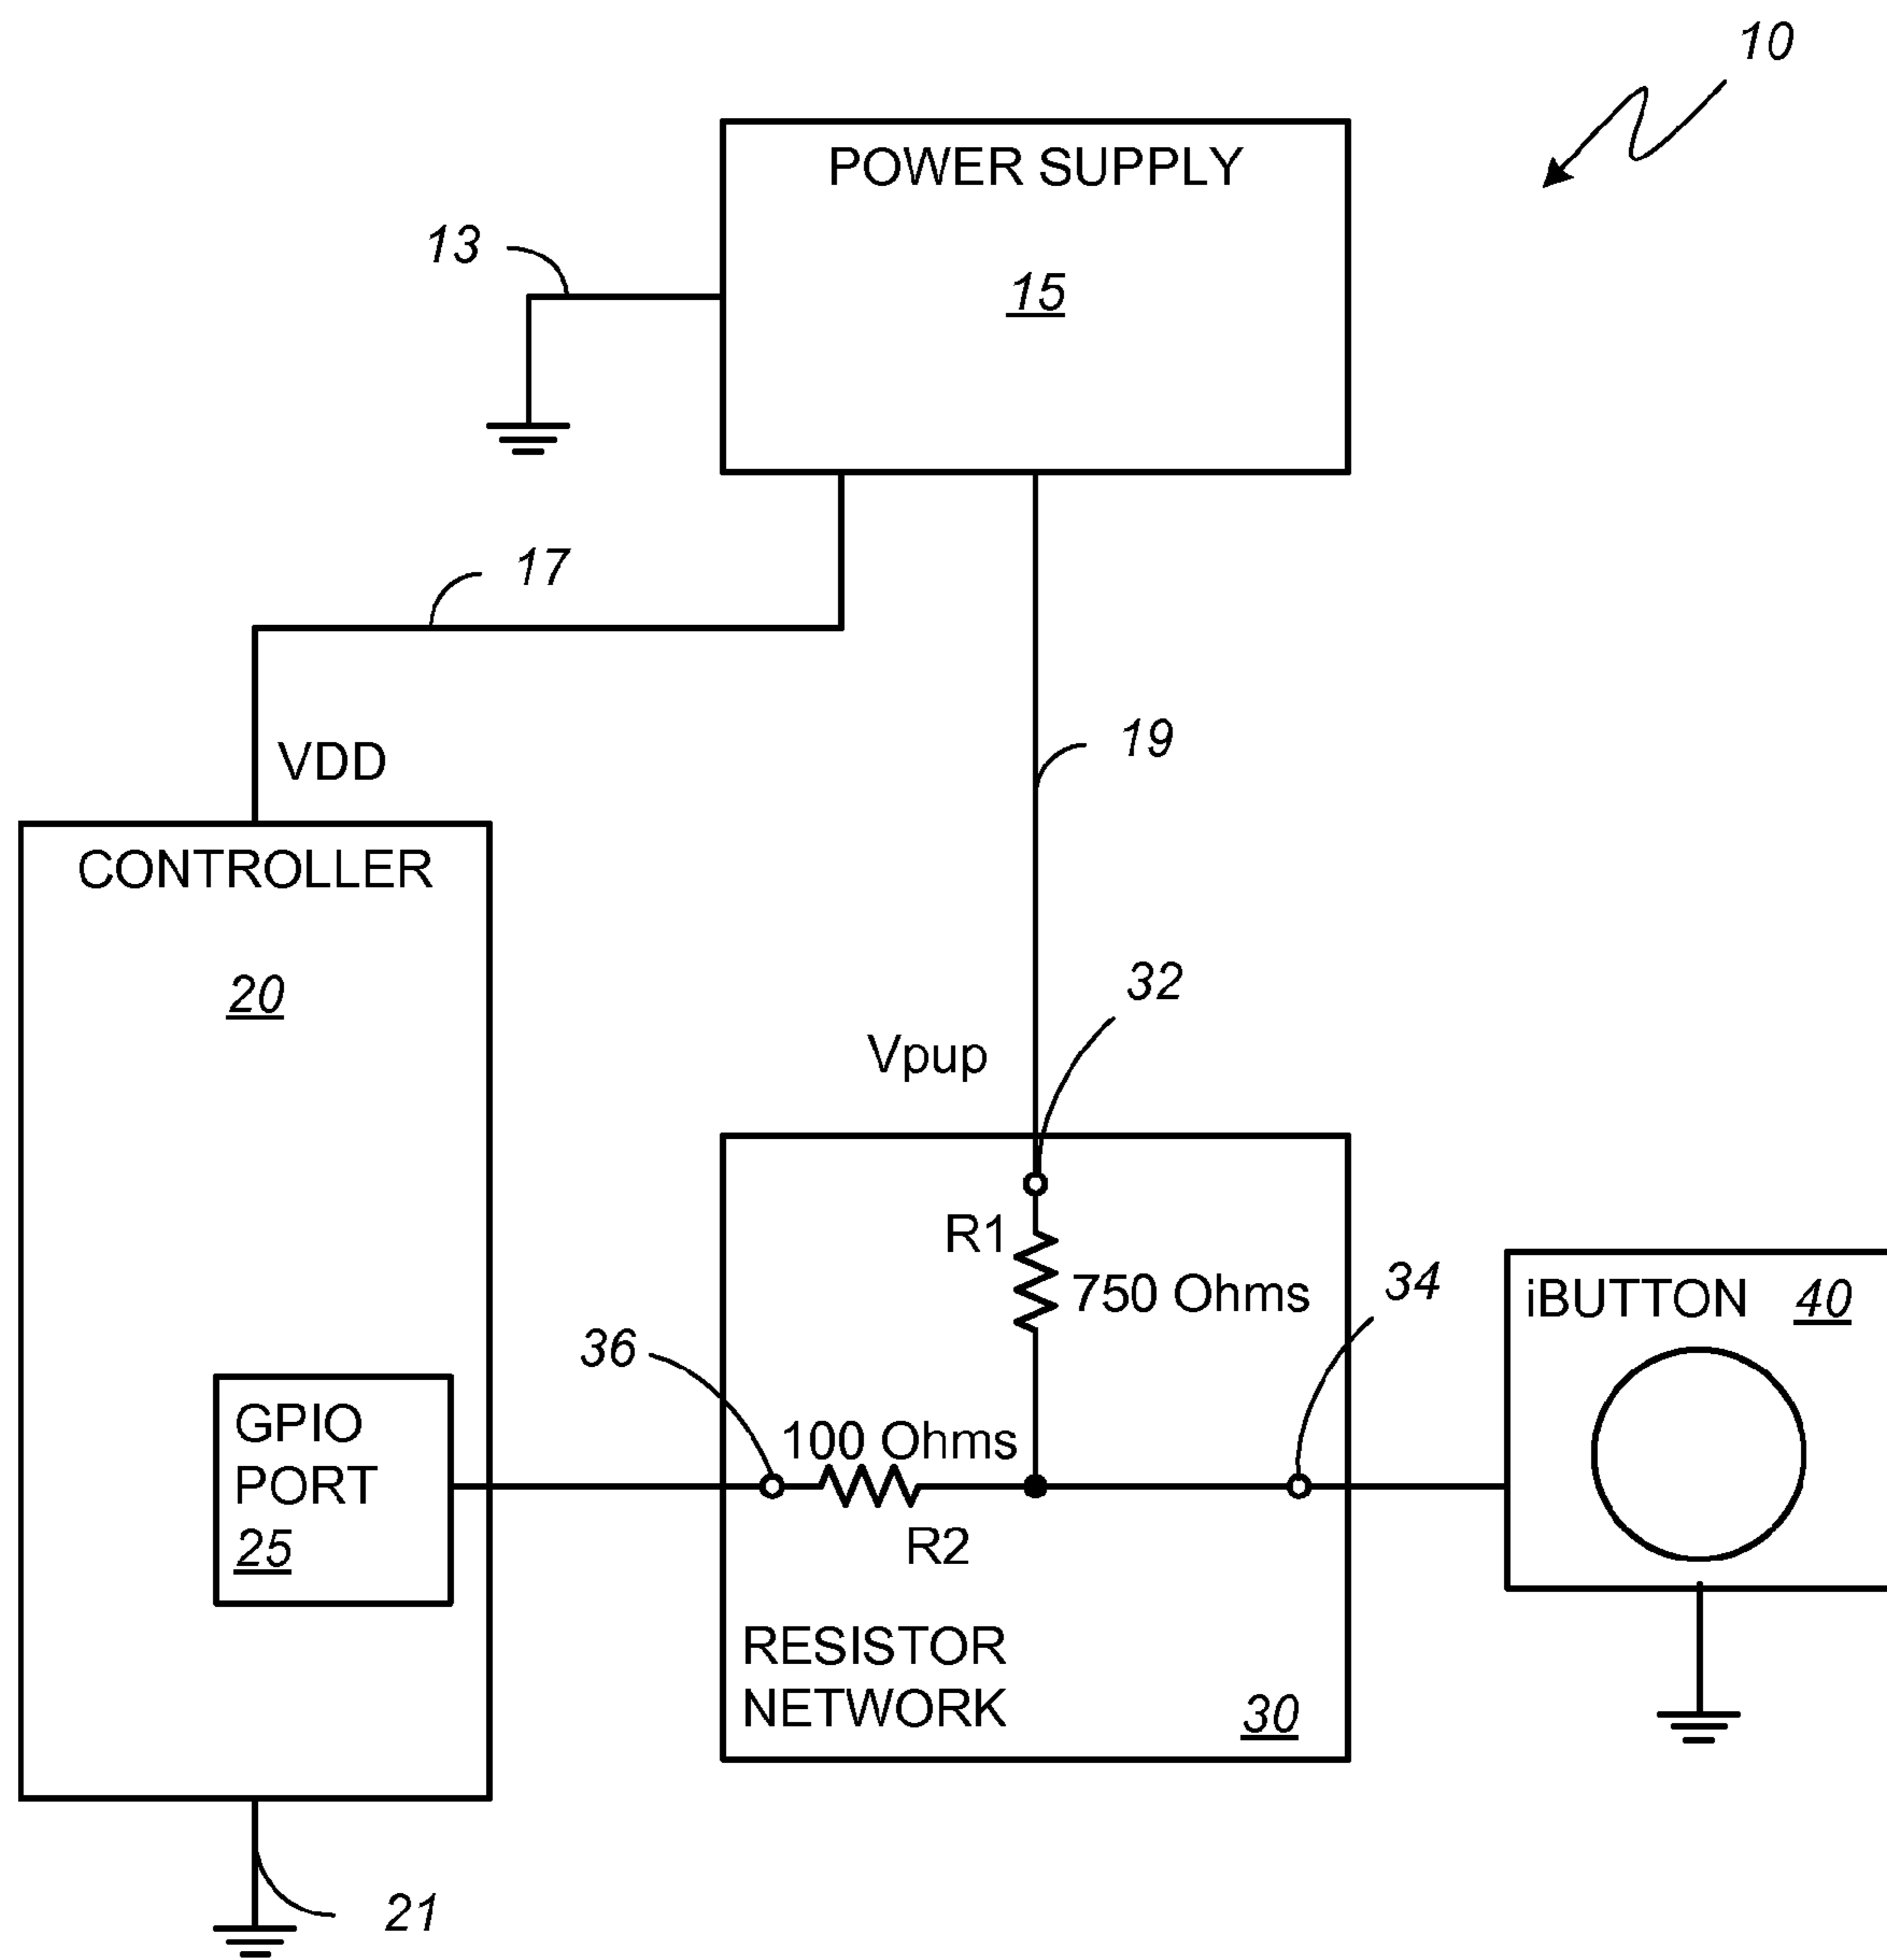 10
POWER SUPPLY
15
13
17
19
VDD
CONTROLLER
20
32
Vpup
R1
750 Ohms
34
iBUTTON 40
36
100 Ohms
R2
GPIO
PORT
25
RESISTOR
NETWORK
30
21